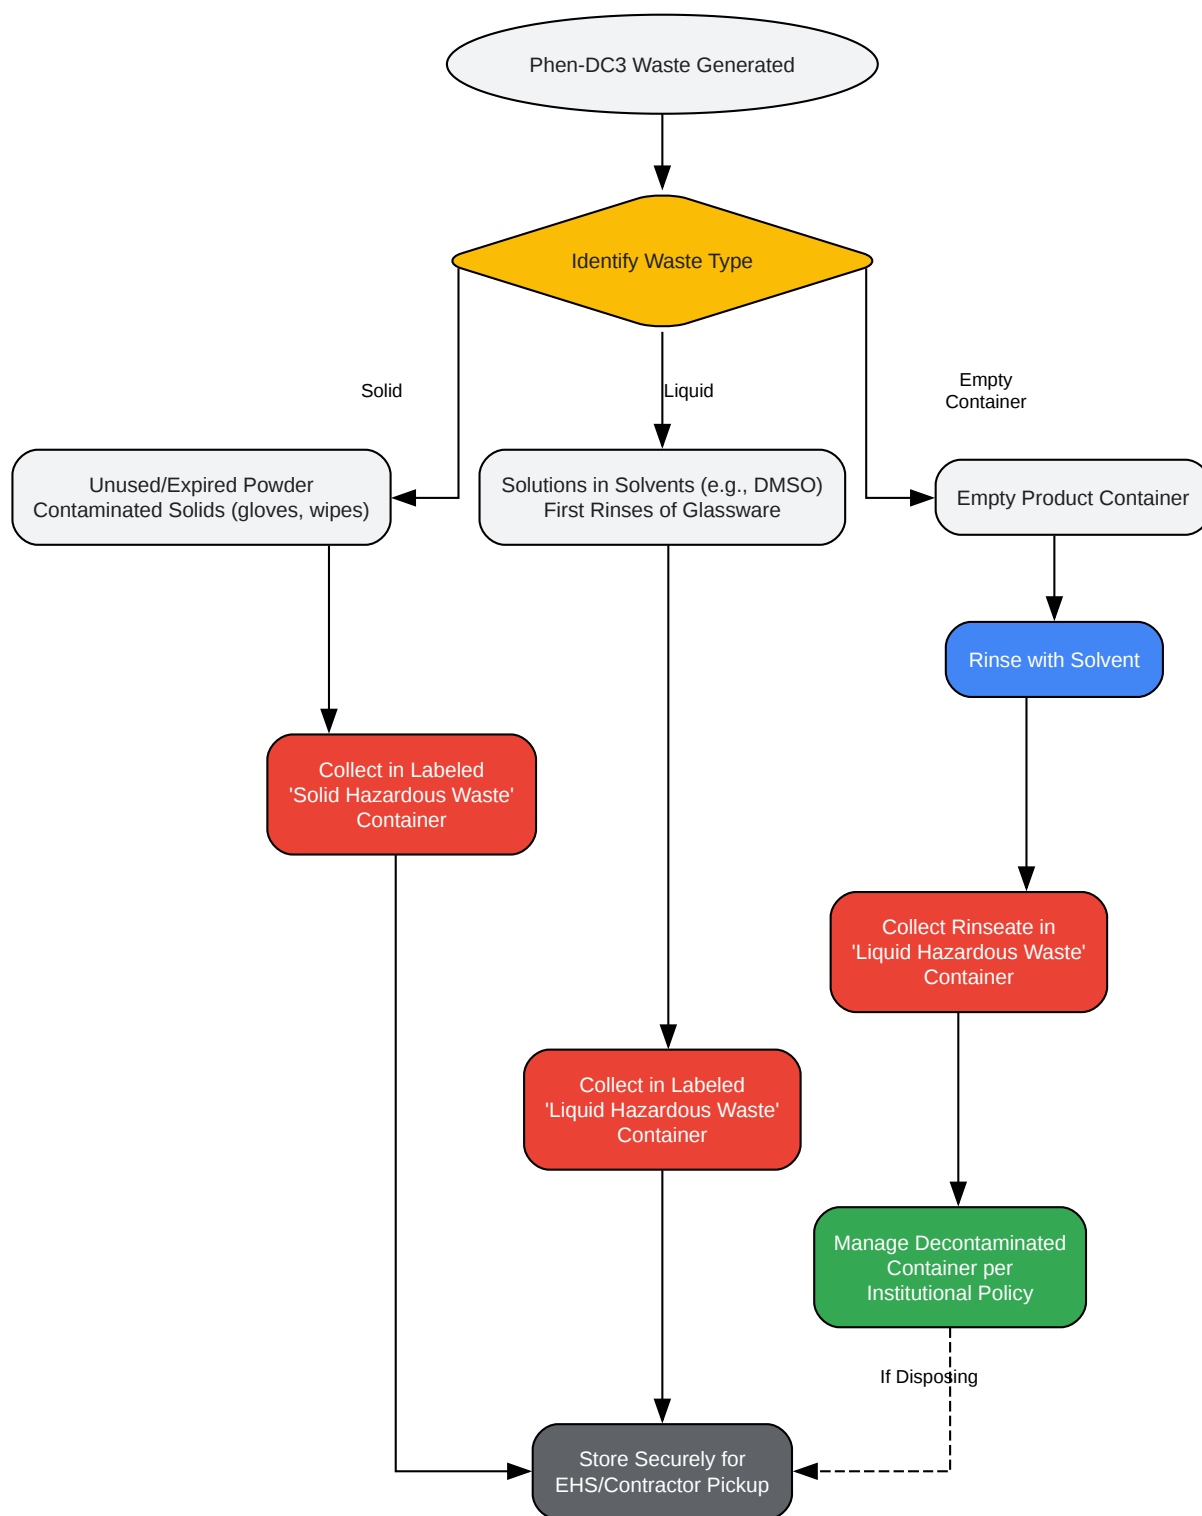 Phen-DC3 Waste Generated
Identify Waste Type
Solid
Liquid
Empty
Container
Unused/Expired Powder
Contaminated Solids (gloves, wipes)
Solutions in Solvents (e.g., DMSO)
First Rinses of Glassware
Empty Product Container
Rinse with Solvent
Collect in Labeled
'Solid Hazardous Waste'
Container
Collect Rinseate in
'Liquid Hazardous Waste'
Container
Collect in Labeled
'Liquid Hazardous Waste'
Container
Manage Decontaminated
Container per
Institutional Policy
If Disposing
Store Securely for
EHS/Contractor Pickup